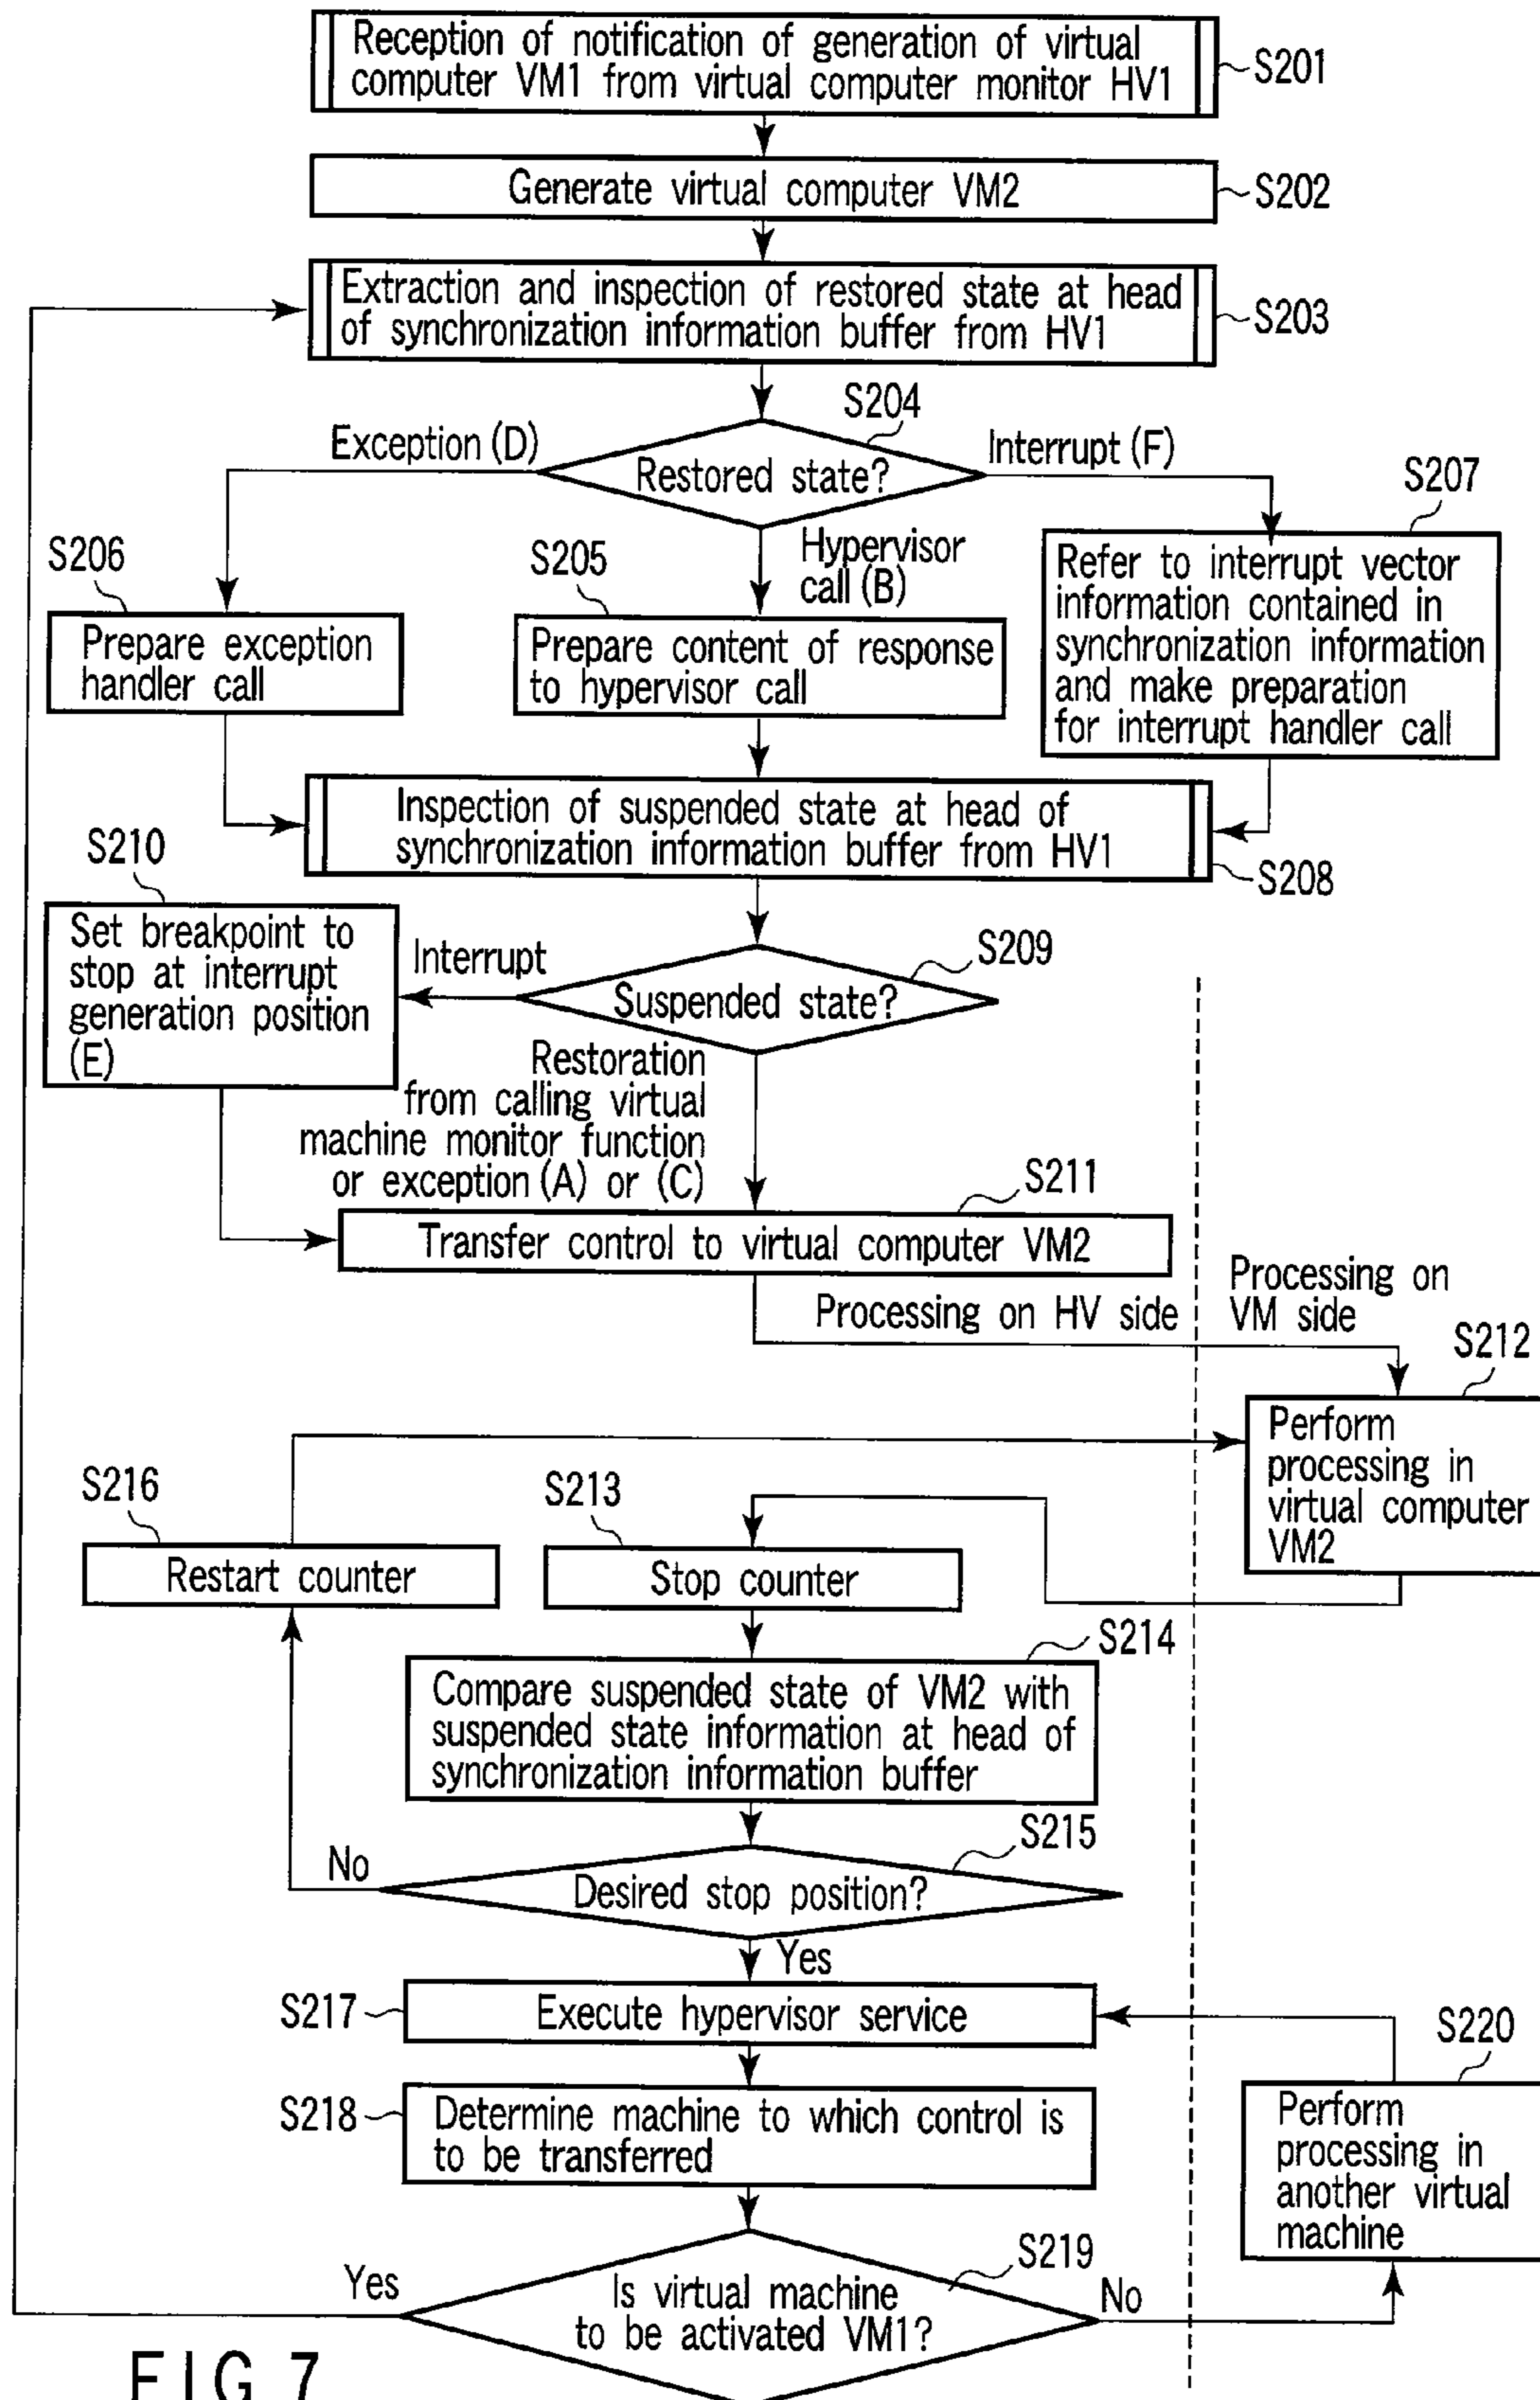 Reception of notification of generation of virtual
computer VM1 from virtual computer monitor HV1
S201
Generate virtual computer VM2
S202
Extraction and inspection of restored state at head
of synchronization information buffer from HV1
S203
S204
Exception (D)
Restored state?
Interrupt (F)
S207
S206
S205
Hypervisor
call (B)
Refer to interrupt vector
information contained in
synchronization information
and make preparation
for interrupt handler call
Prepare exception
handler call
Prepare content of response
to hypervisor call
Inspection of suspended state at head of
synchronization information buffer from HV1
S208
S210
Set breakpoint to
stop at interrupt
generation position
(E)
Interrupt
S209
Suspended state?
Restoration
from calling virtual
machine monitor function
or exception (A) or (C)
S211
Transfer control to virtual computer VM2
Processing on HV side
Processing on
VM side
S212
Perform
processing in
virtual computer
VM2
S216
Restart counter
S213
Stop counter
S214
Compare suspended state of VM2 with
suspended state information at head of
synchronization information buffer
S215
No
Desired stop position?
Yes
S217
Execute hypervisor service
S220
S218
Determine machine to which control is
to be transferred
Perform
processing in
another virtual
machine
S219
Yes
Is virtual machine
to be activated VM1?
No
FIG. 7